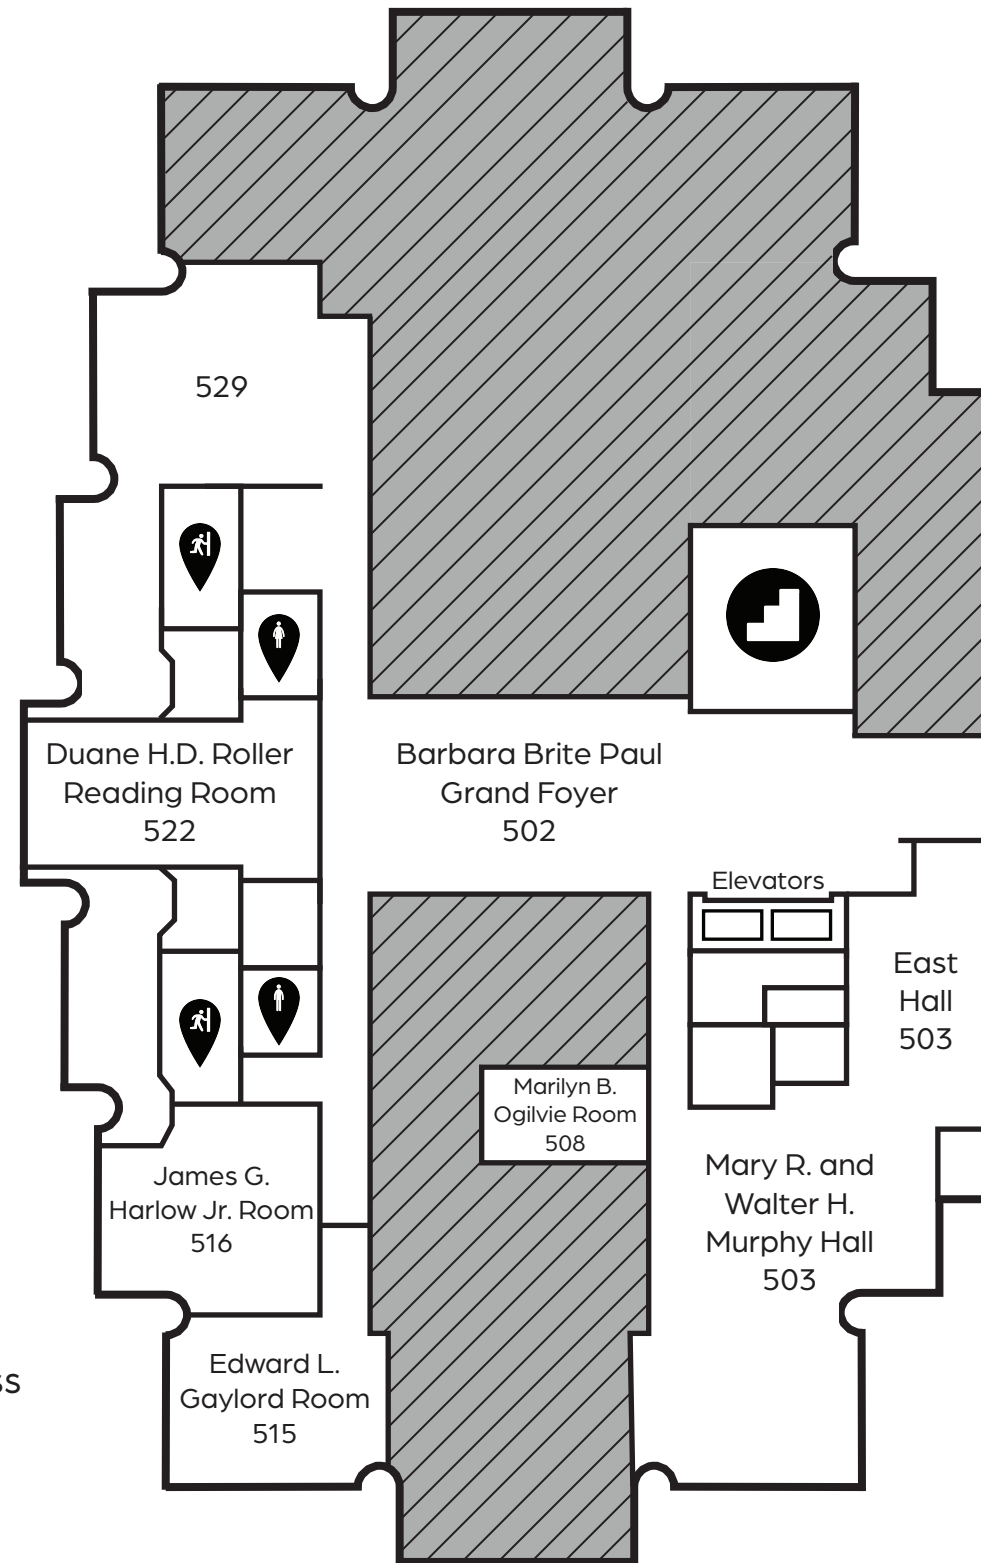 529
Duane H.D. Roller
Reading Room
522
Barbara Brite Paul
Grand Foyer
502
Elevators
East
Hall
503
Marilyn B.
Ogilvie Room
508
James G.
Harlow Jr. Room
516
Mary R. and
Walter H.
Murphy Hall
503
Edward L.
Gaylord Room
515